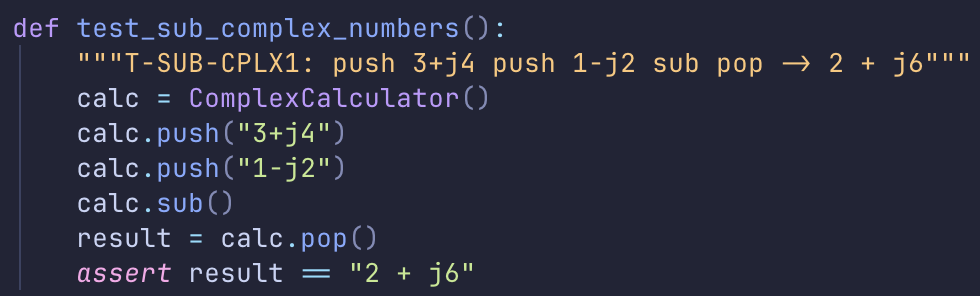 def test_sub_complex_numbers():
    """T-SUB-CPLX1: push 3+j4 push 1-j2 sub pop -> 2 + j6"""
    calc = ComplexCalculator()
    calc.push("3+j4")
    calc.push("1-j2")
    calc.sub()
    result = calc.pop()
    assert result == "2 + j6"